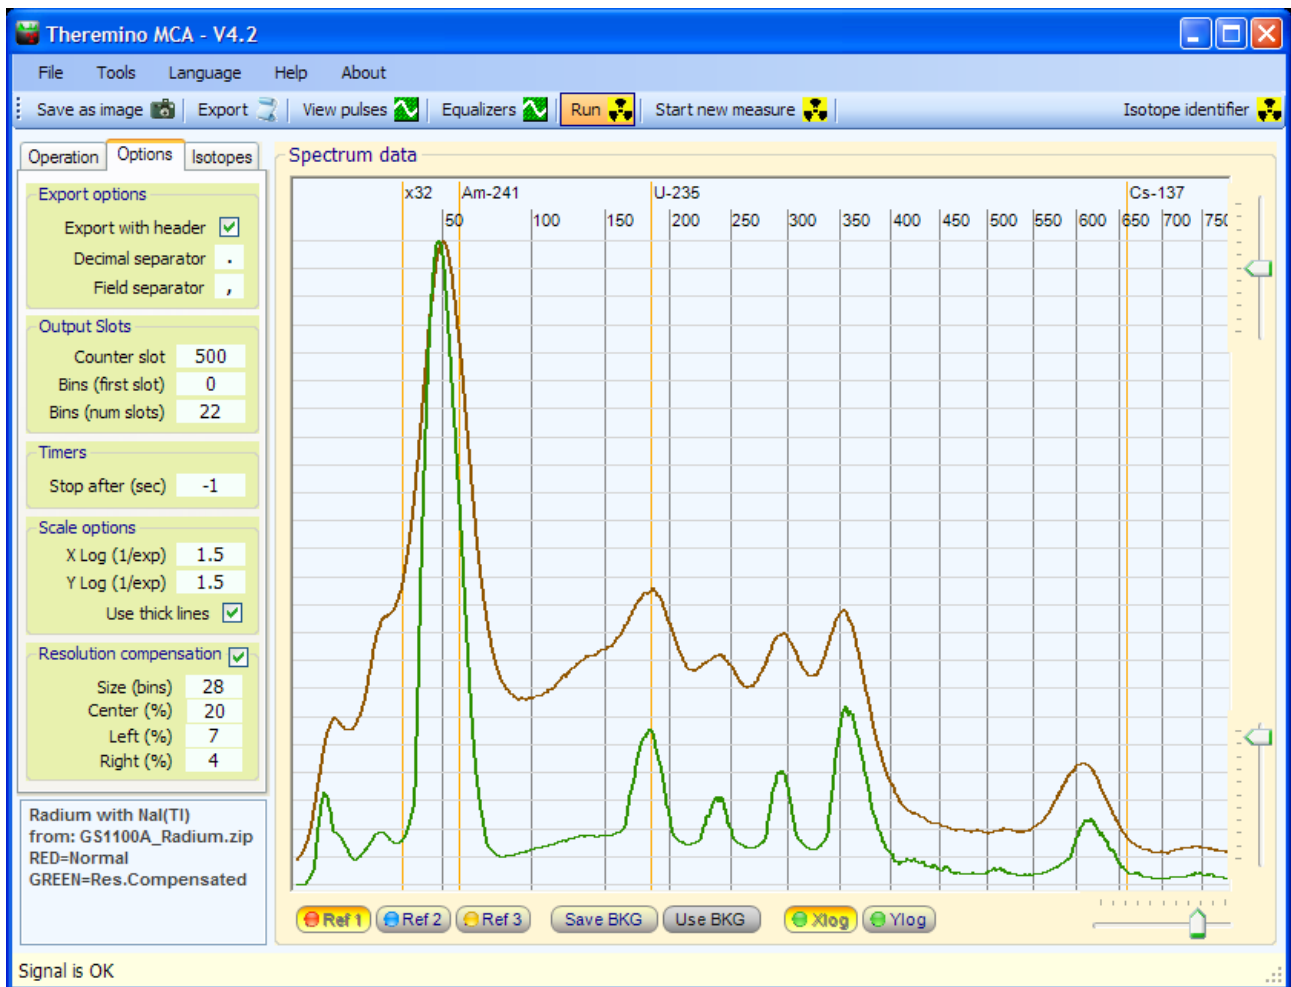 Theremino MCA - V4.2
File Tools Language Help About
Save as image Export View pulses Equalizers Run Start new measure Isotope identifier
Operation Options Isotopes
Export options
Export with header
Decimal separator .
Field separator ,
Output Slots
Counter slot 500
Bins (first slot) 0
Bins (num slots) 22
Timers
Stop after (sec) -1
Scale options
X Log (1/exp) 1.5
Y Log (1/exp) 1.5
Use thick lines
Resolution compensation
Size (bins) 28
Center (%) 20
Left (%) 7
Right (%) 4
Radium with NaI(Tl)
from: GS1100A_Radium.zip
RED=Normal
GREEN=Res.Compensated
Spectrum data
x32 Am-241 U-235 Cs-137
50 100 150 200 250 300 350 400 450 500 550 600 650 700 750
Ref 1 Ref 2 Ref 3 Save BKG Use BKG Xlog Ylog
Signal is OK